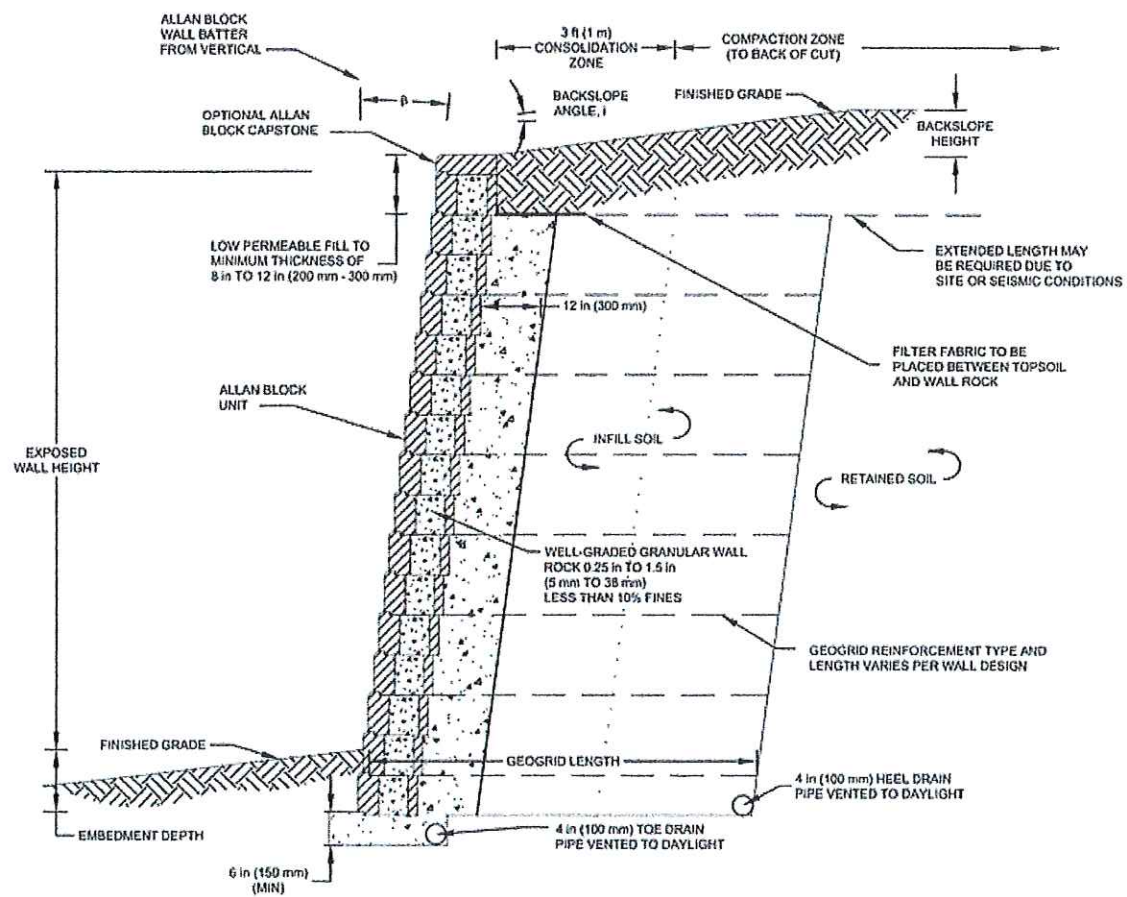 ALLAN BLOCK
WALL BATTER
FROM VERTICAL
3 ft (1 m)
CONSOLIDATION
ZONE
COMPACTION ZONE
(TO BACK OF CUT)
β
BACKSLOPE
ANGLE, i
FINISHED GRADE
OPTIONAL ALLAN
BLOCK CAPSTONE
BACKSLOPE
HEIGHT
LOW PERMEABLE FILL TO
MINIMUM THICKNESS OF
8 in TO 12 in (200 mm - 300 mm)
EXTENDED LENGTH MAY
BE REQUIRED DUE TO
SITE OR SEISMIC CONDITIONS
12 in (300 mm)
FILTER FABRIC TO BE
PLACED BETWEEN TOPSOIL
AND WALL ROCK
ALLAN BLOCK
UNIT
INFILL SOIL
EXPOSED
WALL HEIGHT
RETAINED SOIL
WELL-GRADED GRANULAR WALL
ROCK 0.25 in TO 1.5 in
(5 mm TO 38 mm)
LESS THAN 10% FINES
GEOGRID REINFORCEMENT TYPE AND
LENGTH VARIES PER WALL DESIGN
FINISHED GRADE
GEOGRID LENGTH
4 in (100 mm) HEEL DRAIN
PIPE VENTED TO DAYLIGHT
EMBEDMENT DEPTH
4 in (100 mm) TOE DRAIN
PIPE VENTED TO DAYLIGHT
6 in (150 mm)
(MIN)